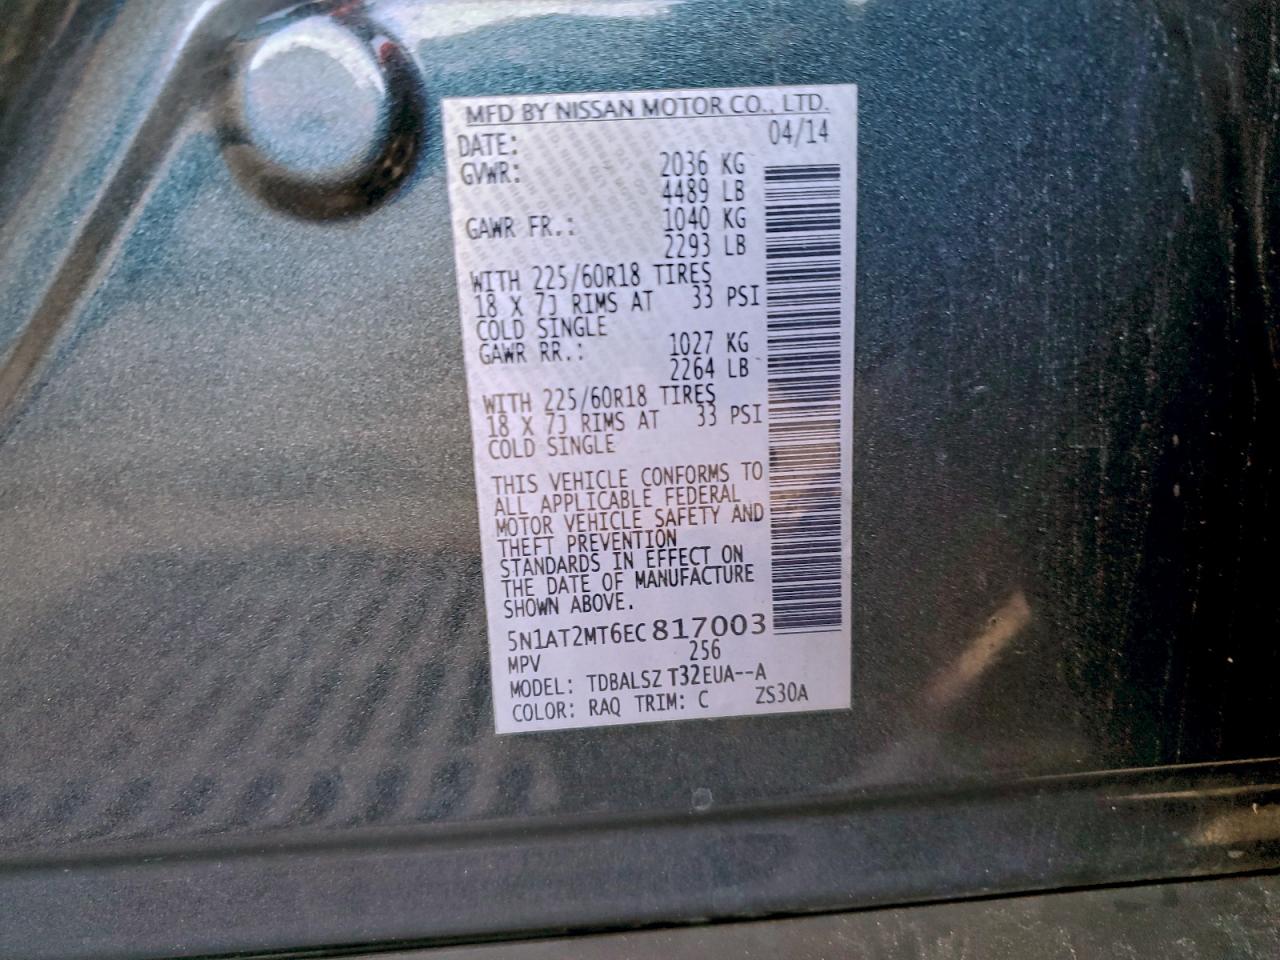 MFD BY NISSAN MOTOR CO., LTD.
DATE: 04/14
GVWR: 2036 KG
4489 LB
GAWR FR.: 1040 KG
2293 LB
WITH 225/60R18 TIRES
18 X 7J RIMS AT 33 PSI
COLD SINGLE
GAWR RR.: 1027 KG
2264 LB
WITH 225/60R18 TIRES
18 X 7J RIMS AT 33 PSI
COLD SINGLE
THIS VEHICLE CONFORMS TO
ALL APPLICABLE FEDERAL
MOTOR VEHICLE SAFETY AND
THEFT PREVENTION
STANDARDS IN EFFECT ON
THE DATE OF MANUFACTURE
SHOWN ABOVE.
5N1AT2MT6EC817003
MPV 256
MODEL: TDBALSZ T32EUA--A
COLOR: RAQ TRIM: C ZS30A